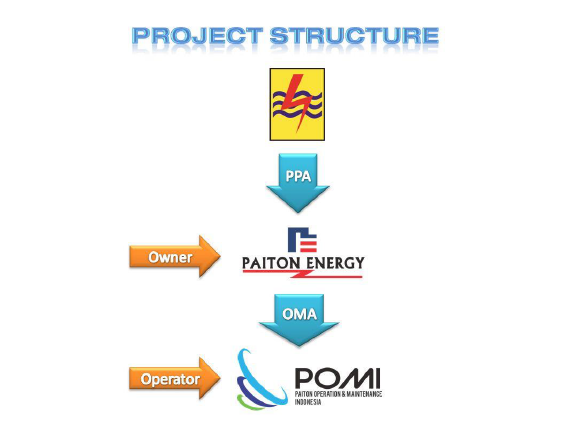 PROJECT STRUCTURE
PPA
Owner
PAITON ENERGY
OMA
Operator
POMI
PAITON OPERATION & MAINTENANCE
INDONESIA